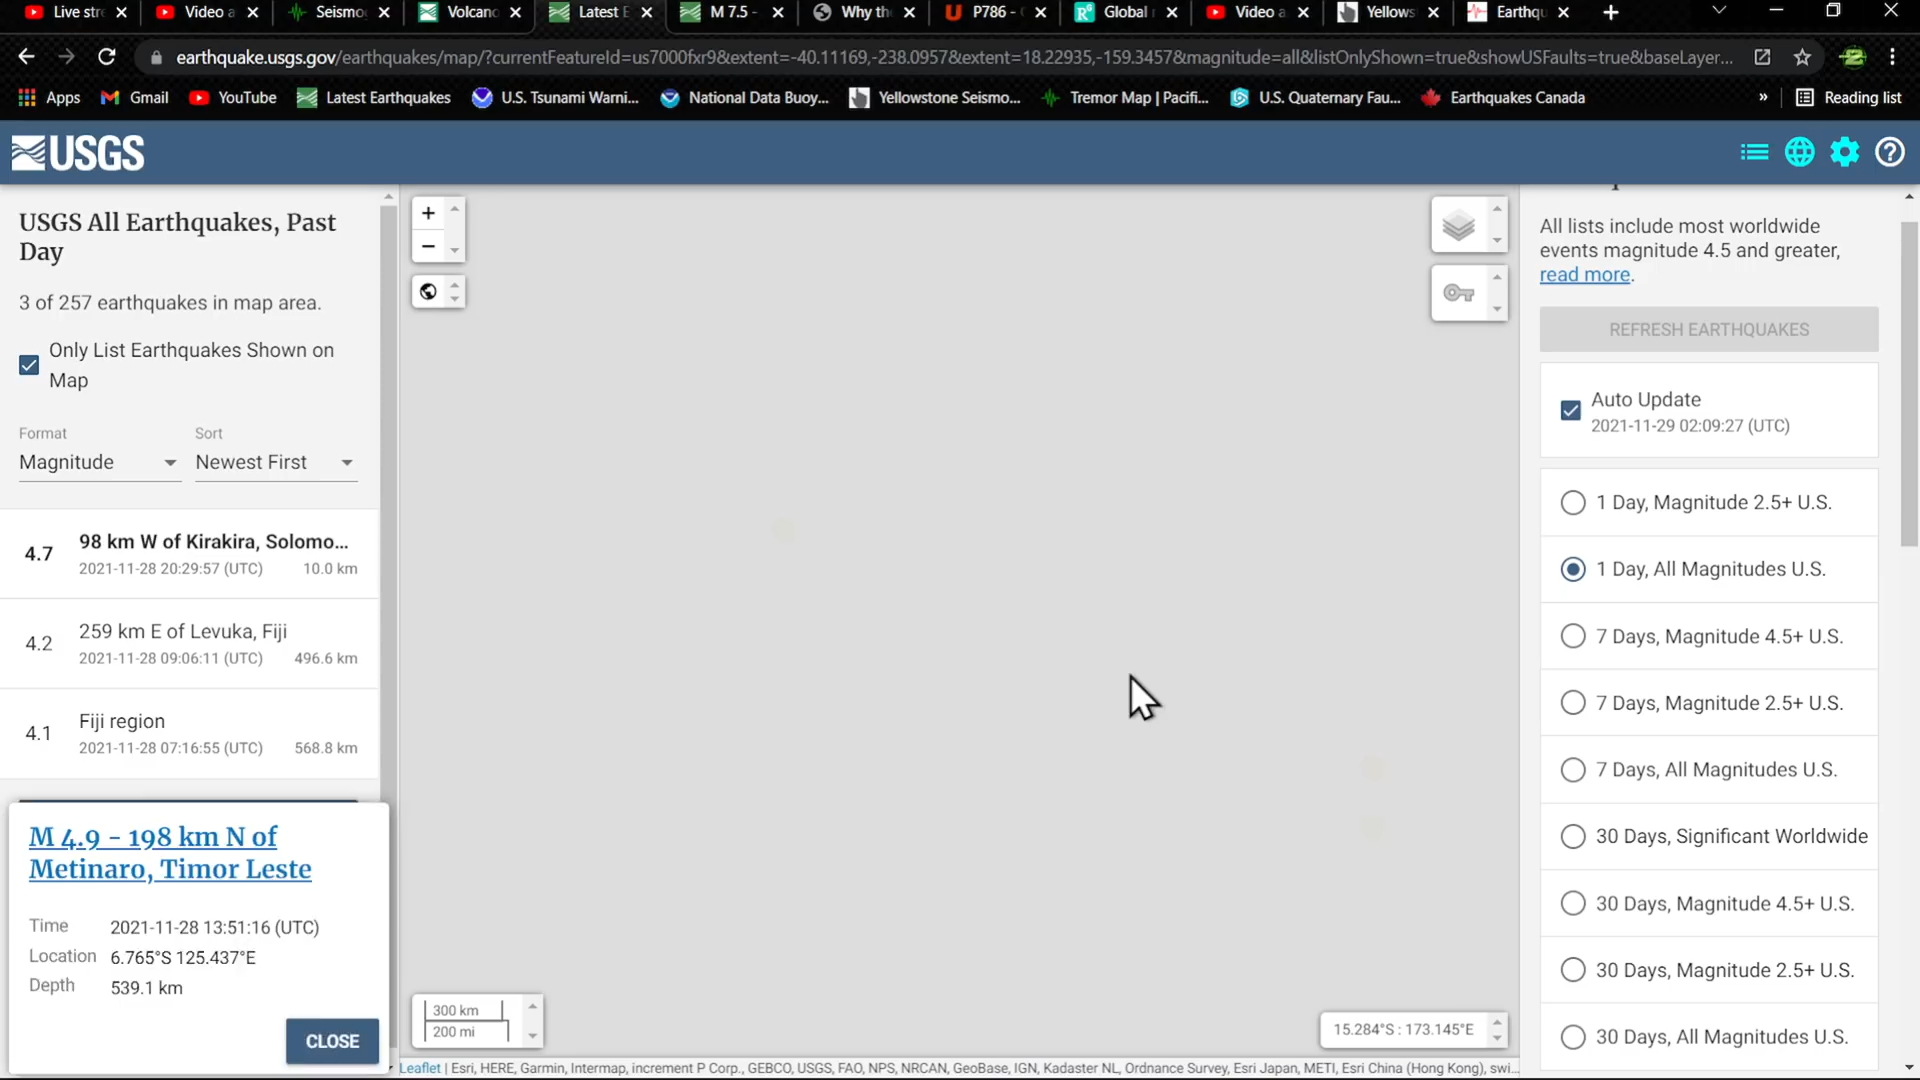 Live stre
Video a
Seismo
Volcano
Latest E
M 7.5 -
Why th
P786 -
Global
Video a
Yellows
Earthqu
earthquake.usgs.gov/earthquakes/map/?currentFeatureId=us7000fxr9&extent=-40.11169,-238.0957&extent=18.22935,-159.3457&magnitude=all&listOnlyShown=true&showUSFaults=true&baseLayer...
Apps
Gmail
YouTube
Latest Earthquakes
U.S. Tsunami Warni...
National Data Buoy...
Yellowstone Seismo...
Tremor Map | Pacifi...
U.S. Quaternary Fau...
Earthquakes Canada
»
Reading list
USGS
USGS All Earthquakes, Past
Day
3 of 257 earthquakes in map area.
Only List Earthquakes Shown on
Map
Format
Magnitude
Sort
Newest First
4.7
98 km W of Kirakira, Solomo...
2021-11-28 20:29:57 (UTC) 10.0 km
4.2
259 km E of Levuka, Fiji
2021-11-28 09:06:11 (UTC) 496.6 km
4.1
Fiji region
2021-11-28 07:16:55 (UTC) 568.8 km
M 4.9 - 198 km N of
Metinaro, Timor Leste
Time 2021-11-28 13:51:16 (UTC)
Location 6.765°S 125.437°E
Depth 539.1 km
CLOSE
+
−
300 km
200 mi
15.284°S : 173.145°E
Leaflet | Esri, HERE, Garmin, Intermap, increment P Corp., GEBCO, USGS, FAO, NPS, NRCAN, GeoBase, IGN, Kadaster NL, Ordnance Survey, Esri Japan, METI, Esri China (Hong Kong), swi...
All lists include most worldwide
events magnitude 4.5 and greater,
read more.
REFRESH EARTHQUAKES
Auto Update
2021-11-29 02:09:27 (UTC)
1 Day, Magnitude 2.5+ U.S.
1 Day, All Magnitudes U.S.
7 Days, Magnitude 4.5+ U.S.
7 Days, Magnitude 2.5+ U.S.
7 Days, All Magnitudes U.S.
30 Days, Significant Worldwide
30 Days, Magnitude 4.5+ U.S.
30 Days, Magnitude 2.5+ U.S.
30 Days, All Magnitudes U.S.